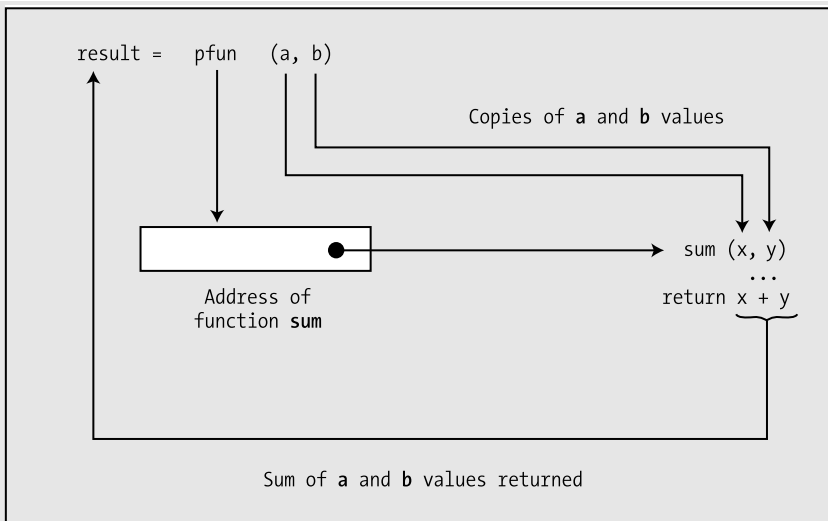 result = pfun (a, b)
Copies of a and b values
sum (x, y)
...
return x + y
Address of
function sum
Sum of a and b values returned